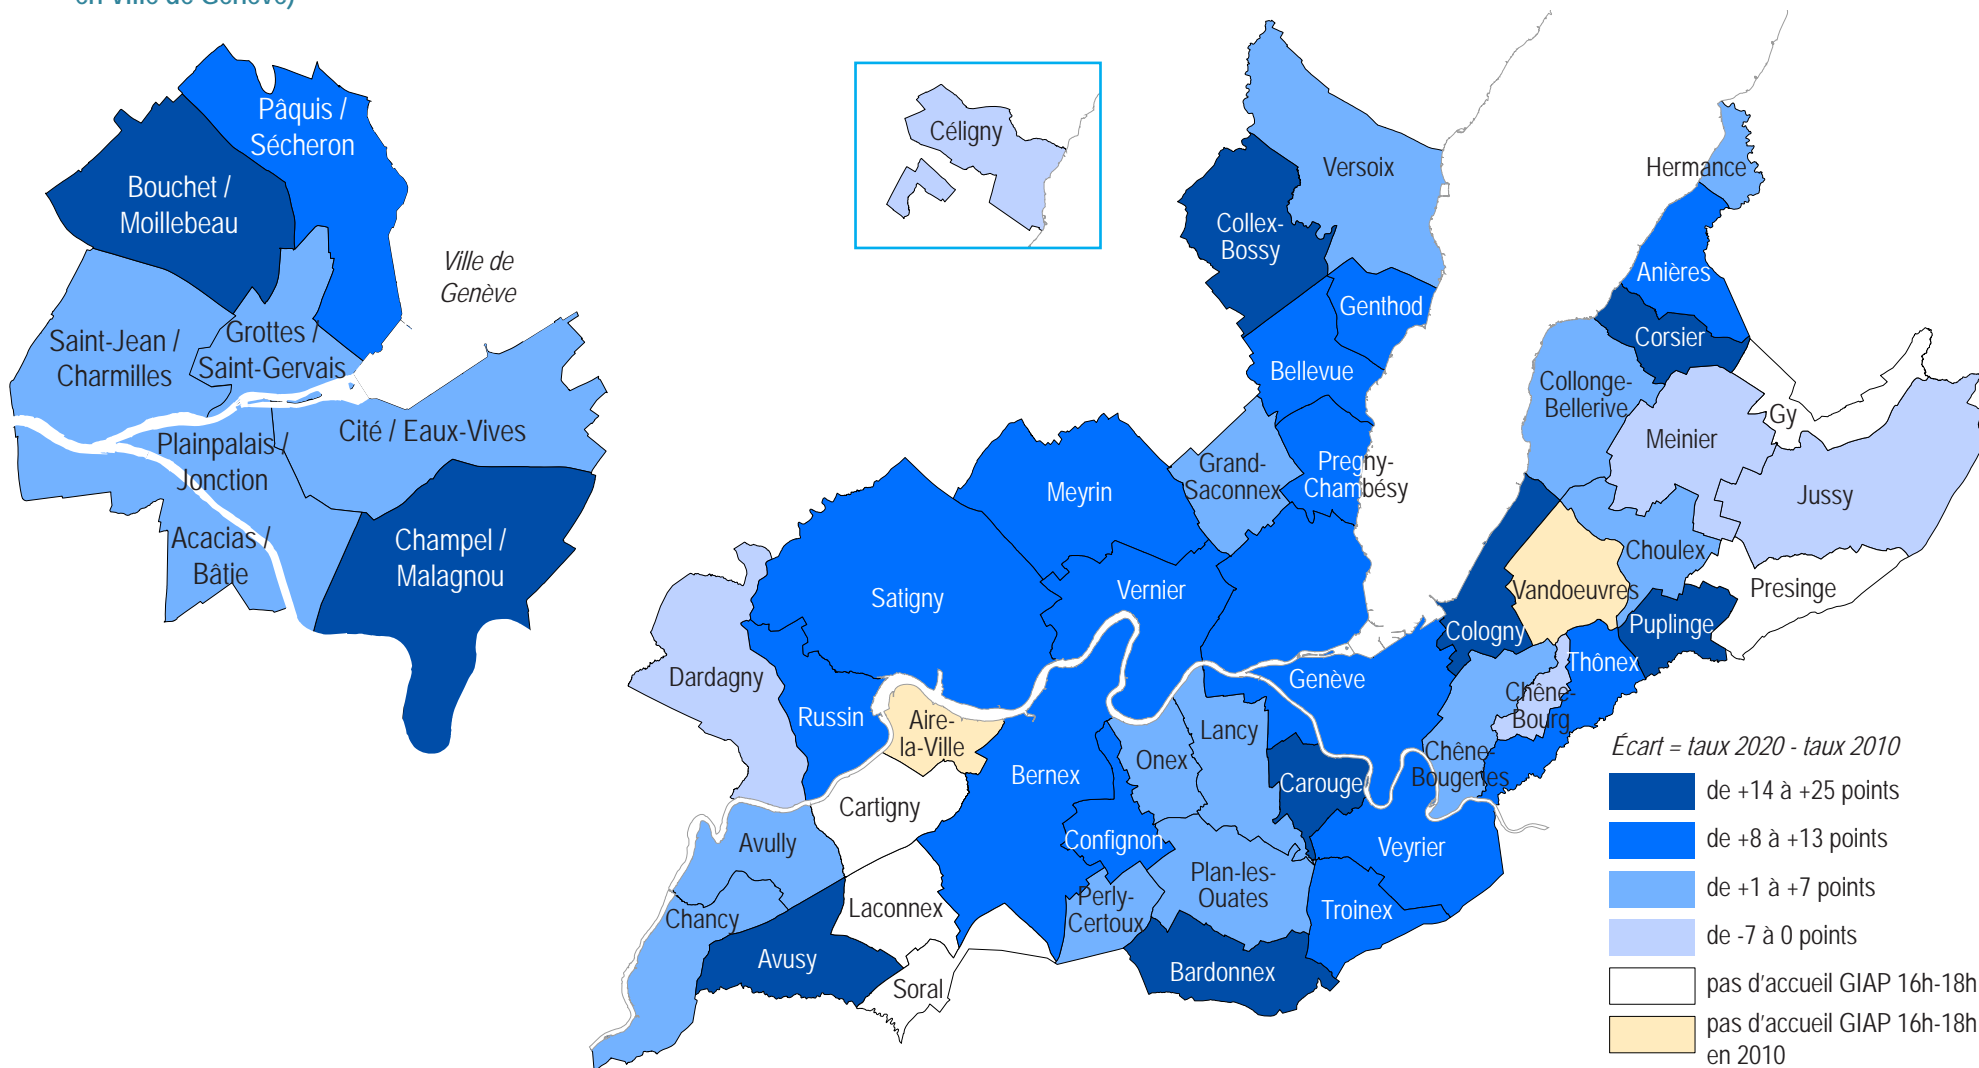 en Ville de Genève)
Pâquis /
Sécheron
Bouchet /
Moillebeau
Ville de
Genève
Saint-Jean /
Charmilles
Grottes /
Saint-Gervais
Cité / Eaux-Vives
Plainpalais /
Jonction
Acacias /
Bâtie
Champel /
Malagnou
Céligny
Versoix
Hermance
Collex-
Bossy
Anières
Genthod
Corsier
Bellevue
Collonge-
Bellerive
Gy
Meinier
Jussy
Grand-
Saconnex
Pregny-
Chambésy
Meyrin
Choulex
Vandoeuvres
Presinge
Satigny
Vernier
Cologny
Puplinge
Thônex
Dardagny
Genève
Chêne-
Bourg
Russin
Aire-
la-Ville
Lancy
Onex
Chêne-
Bougeries
Bernex
Carouge
Cartigny
Confignon
Veyrier
Avully
Plan-les-
Ouates
Perly-
Certoux
Laconnex
Troinex
Chancy
Avusy
Bardonnex
Soral
Écart = taux 2020 - taux 2010
de +14 à +25 points
de +8 à +13 points
de +1 à +7 points
de -7 à 0 points
pas d'accueil GIAP 16h-18h
pas d'accueil GIAP 16h-18h
en 2010